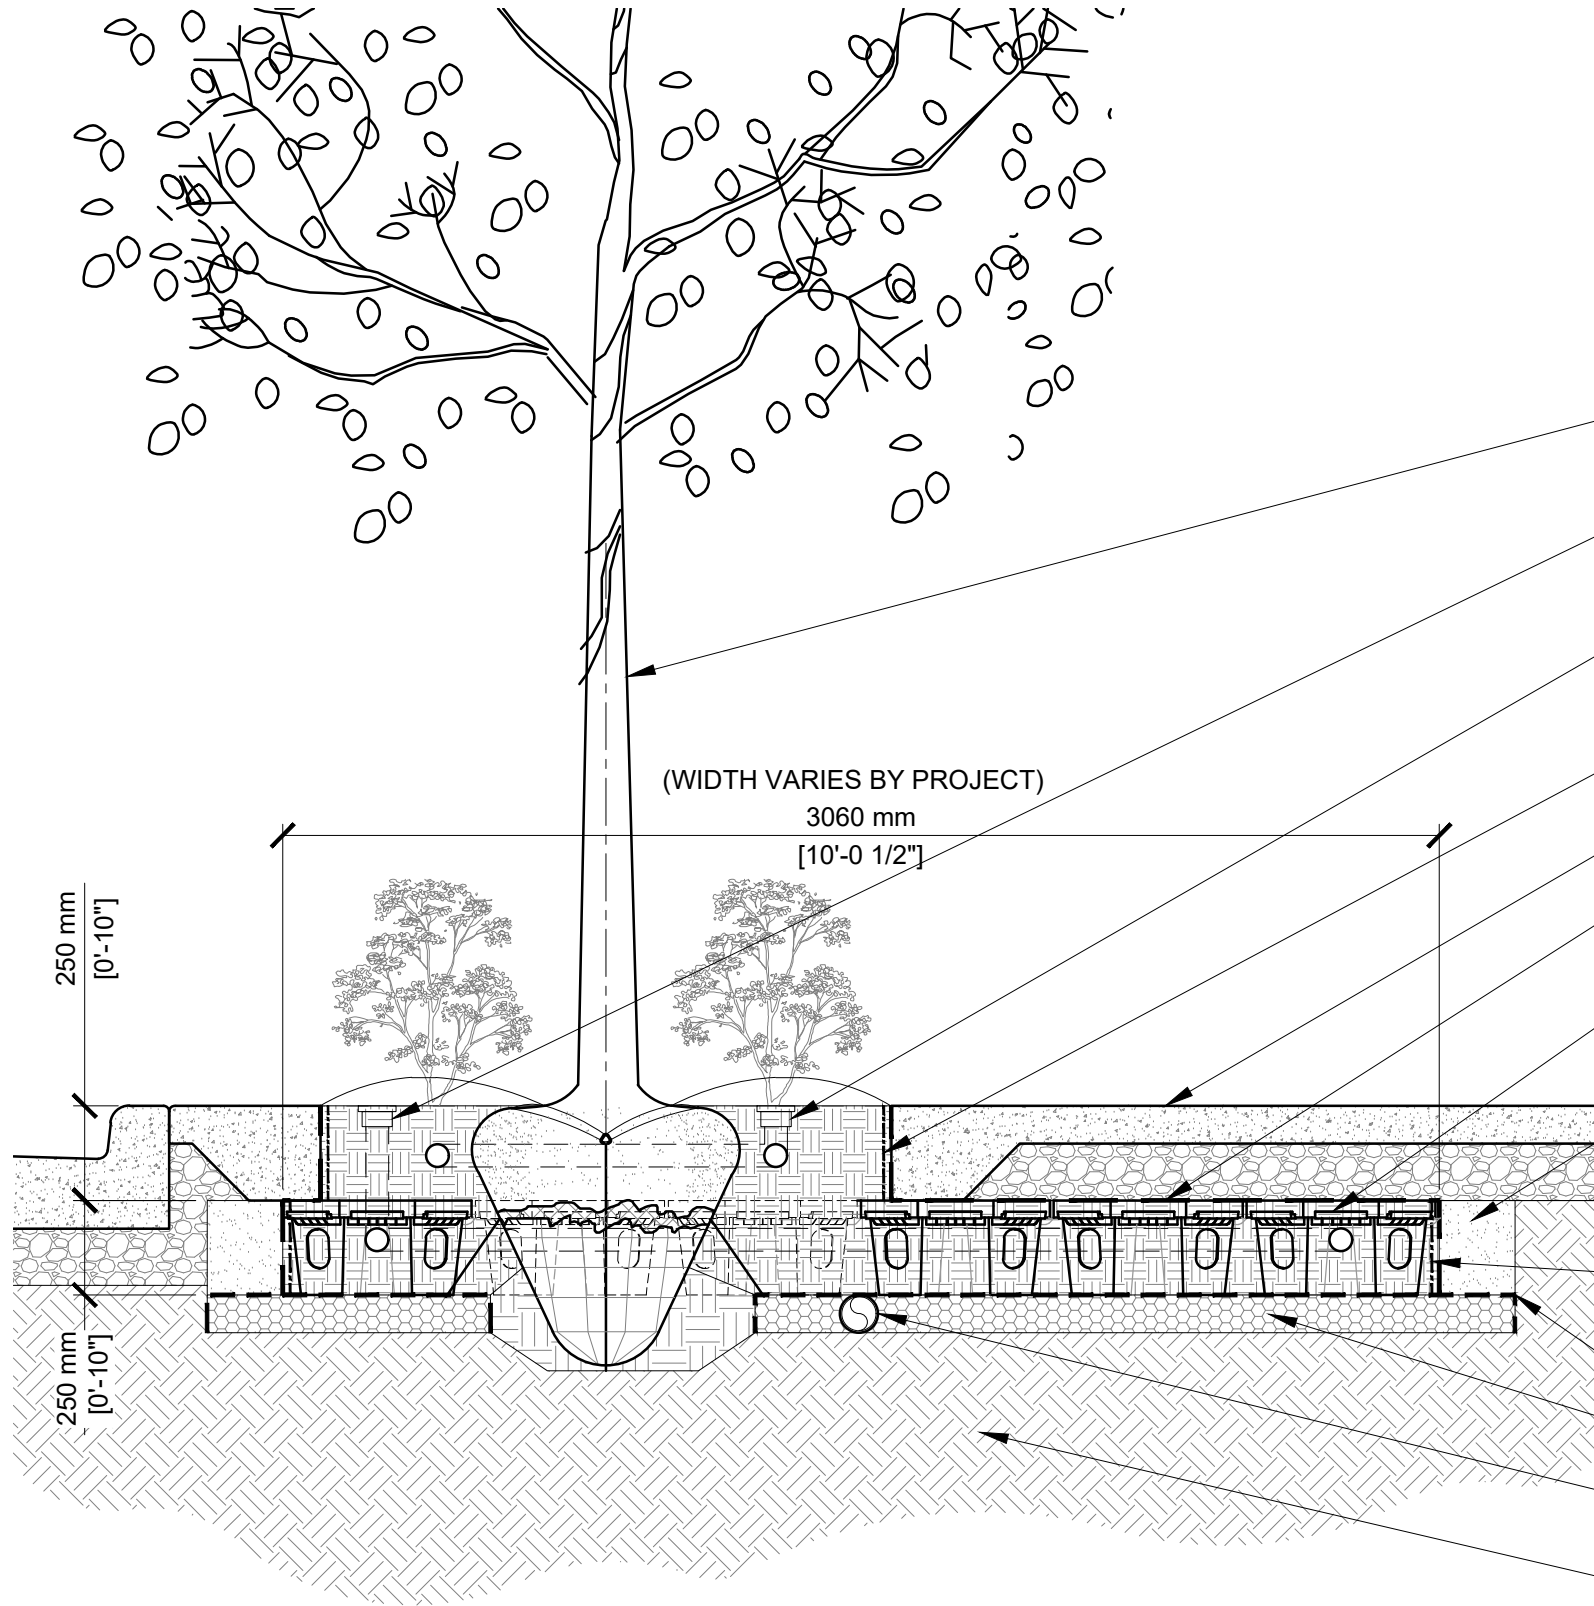 (WIDTH VARIES BY PROJECT)
3060 mm
[10'-0 1/2"]
250 mm
[0'-10"]
250 mm
[0'-10"]